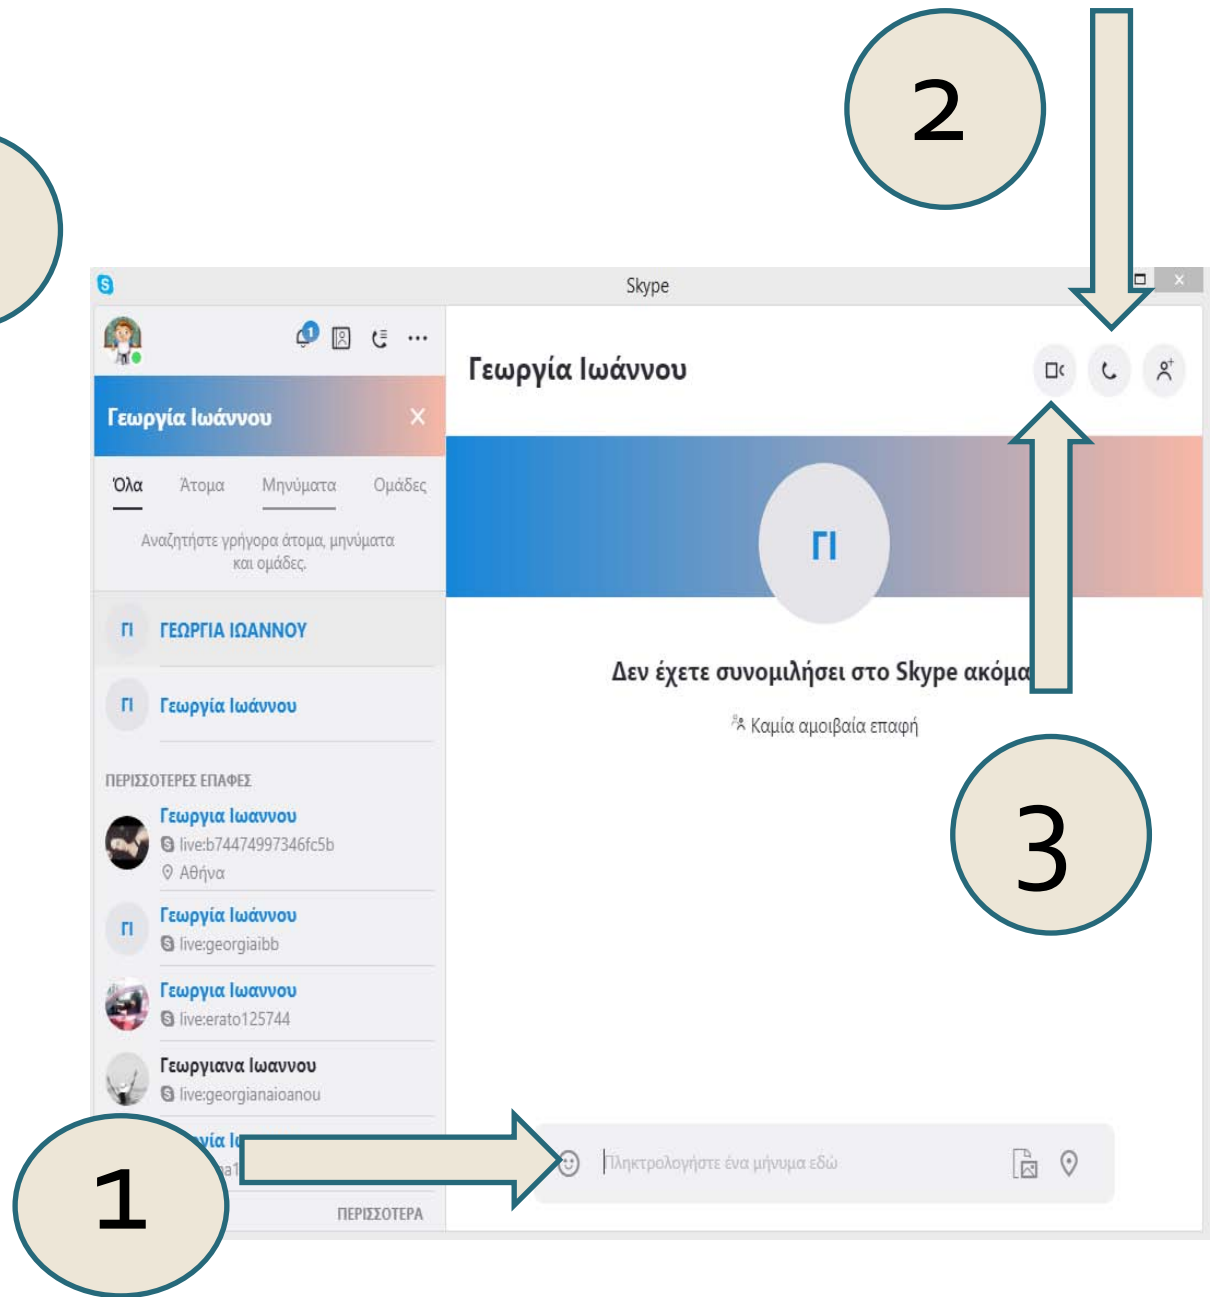 2
Skype
1
Γεωργία Ιωάννου
Γεωργία Ιωάννου
Όλα Άτομα Μηνύματα Ομάδες
Αναζητήστε γρήγορα άτομα, μηνύματα
και ομάδες.
ΓΙ ΓΕΩΡΓΙΑ ΙΩΑΝΝΟΥ
ΓΙ Γεωργία Ιωάννου
ΠΕΡΙΣΣΟΤΕΡΕΣ ΕΠΑΦΕΣ
Γεωργια Ιωαννου
live:b74474997346fc5b
Αθήνα
ΓΙ Γεωργία Ιωάννου
live:georgiaibb
Γεωργια Ιωαννου
live:erato125744
Γεωργιανα Ιωαννου
live:georgianaioanou
ΠΕΡΙΣΣΟΤΕΡΑ
ΓΙ
Δεν έχετε συνομιλήσει στο Skype ακόμα
Καμία αμοιβαία επαφή
3
1
Πληκτρολογήστε ένα μήνυμα εδώ